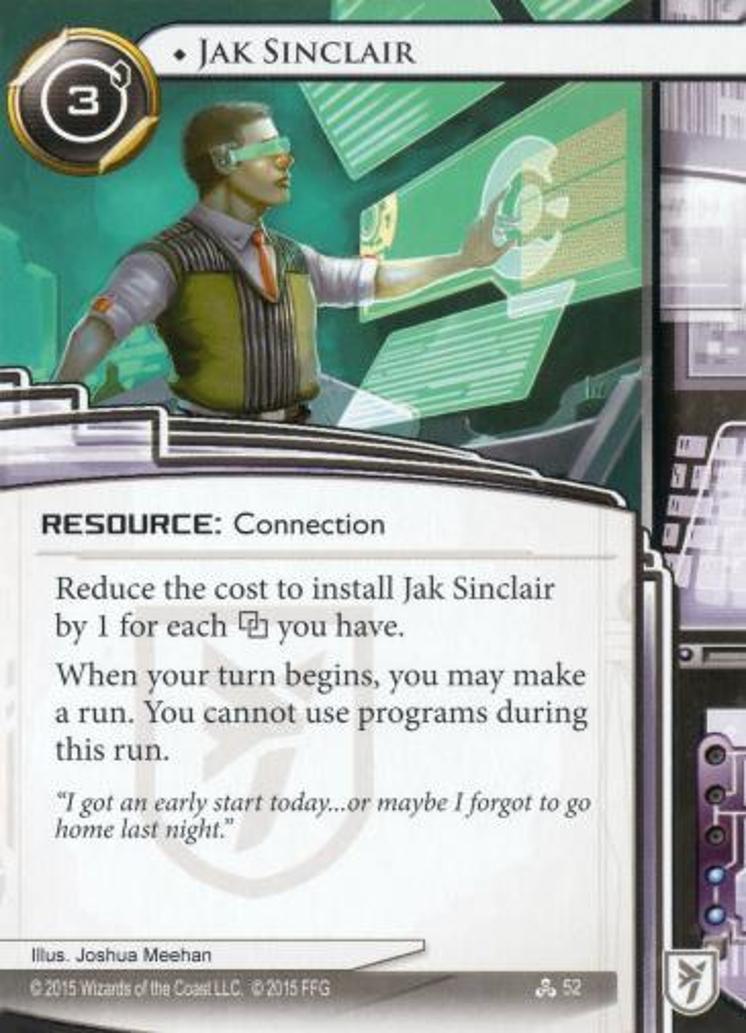 3
• Jak Sinclair
RESOURCE: Connection
Reduce the cost to install Jak Sinclair
by 1 for each you have.
When your turn begins, you may make
a run. You cannot use programs during
this run.
“I got an early start today...or maybe I forgot to go
home last night.”
Illus. Joshua Meehan
© 2015 Wizards of the Coast LLC. © 2015 FFG
52